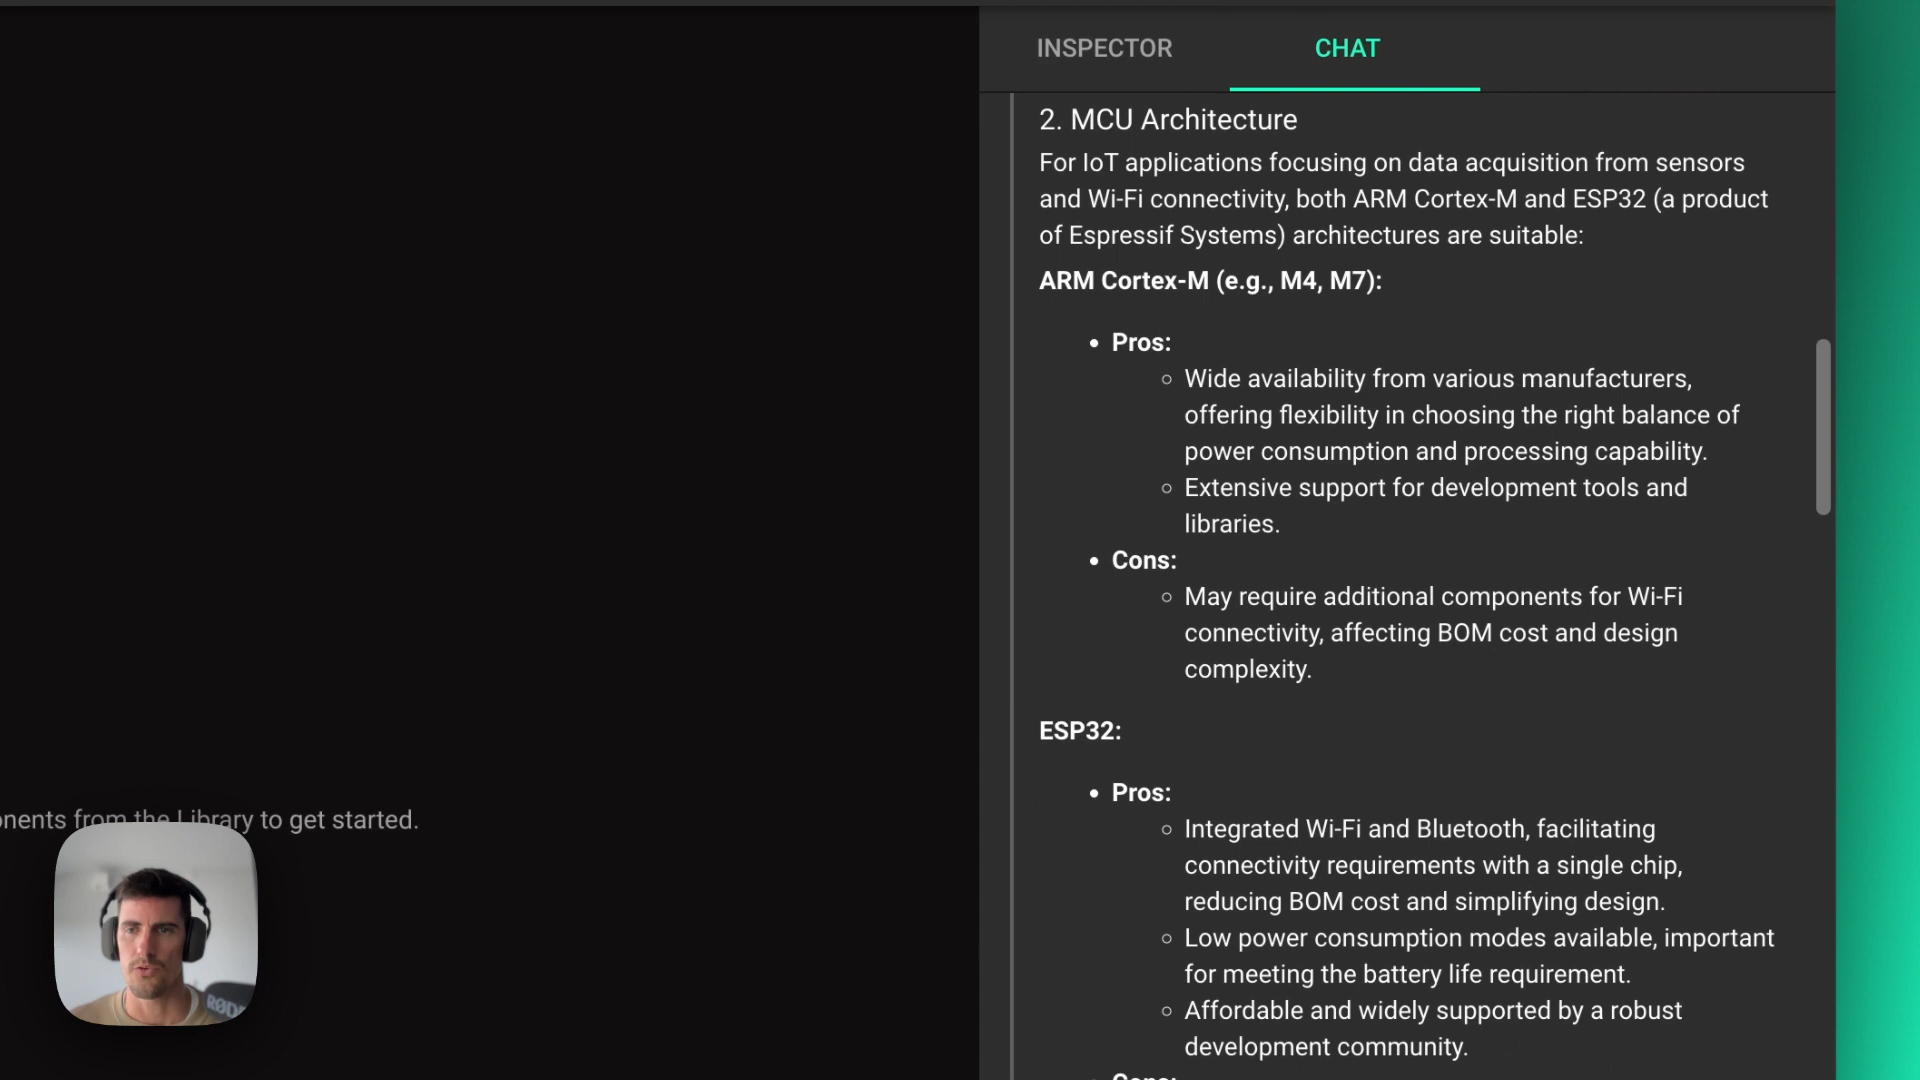 INSPECTOR
CHAT
2. MCU Architecture
For IoT applications focusing on data acquisition from sensors
and Wi-Fi connectivity, both ARM Cortex-M and ESP32 (a product
of Espressif Systems) architectures are suitable:
ARM Cortex-M (e.g., M4, M7):
• Pros:
◦ Wide availability from various manufacturers,
offering flexibility in choosing the right balance of
power consumption and processing capability.
◦ Extensive support for development tools and
libraries.
• Cons:
◦ May require additional components for Wi-Fi
connectivity, affecting BOM cost and design
complexity.
ESP32:
• Pros:
◦ Integrated Wi-Fi and Bluetooth, facilitating
connectivity requirements with a single chip,
reducing BOM cost and simplifying design.
◦ Low power consumption modes available, important
for meeting the battery life requirement.
◦ Affordable and widely supported by a robust
development community.
• Cons:
from the Library to get started.
RØD